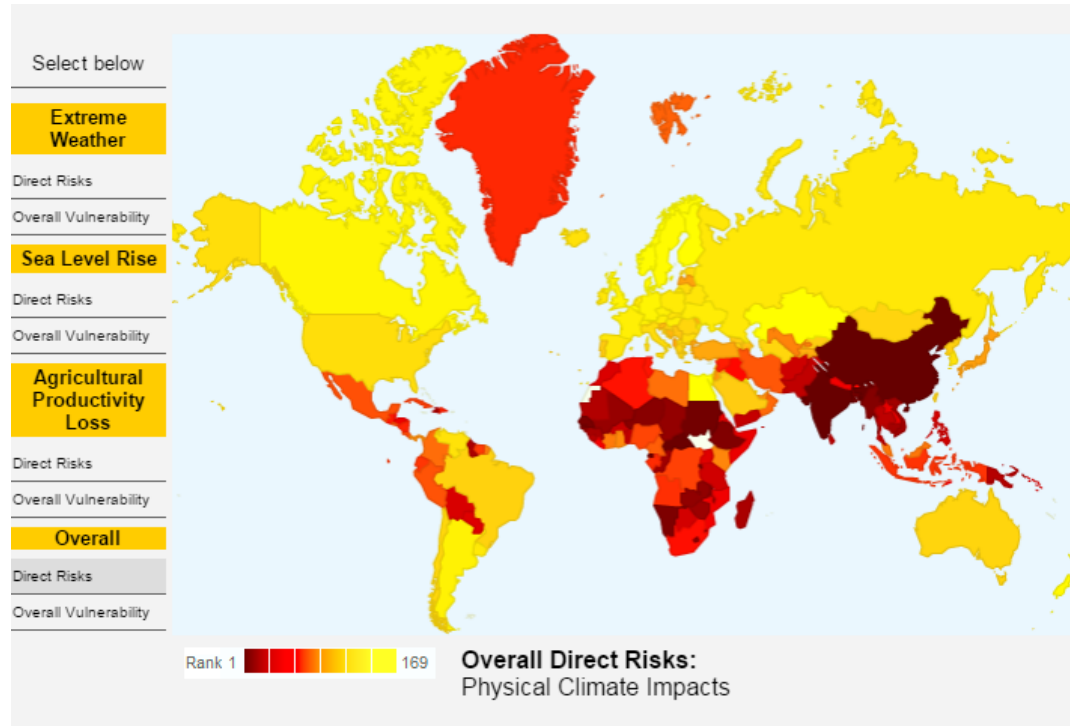 Select below
Extreme
Weather
Direct Risks
Overall Vulnerability
Sea Level Rise
Direct Risks
Overall Vulnerability
Agricultural
Productivity
Loss
Direct Risks
Overall Vulnerability
Overall
Direct Risks
Overall Vulnerability
Rank 1 169
Overall Direct Risks:
Physical Climate Impacts